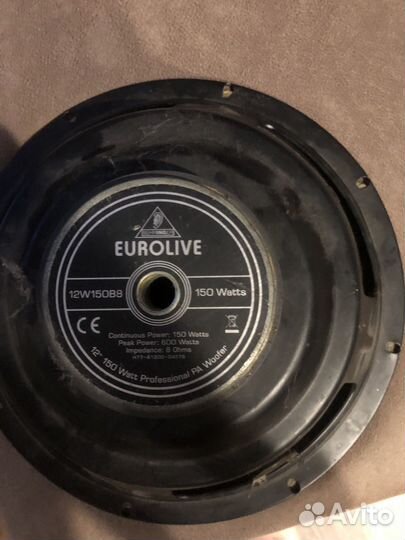 BEHRINGER
EUROLIVE
12W150B8
150 Watts
Continuous Power: 150 Watts
Peak Power: 600 Watts
Impedance: 8 Ohms
12" 150 Watt Professional PA Woofer
CE
Avito